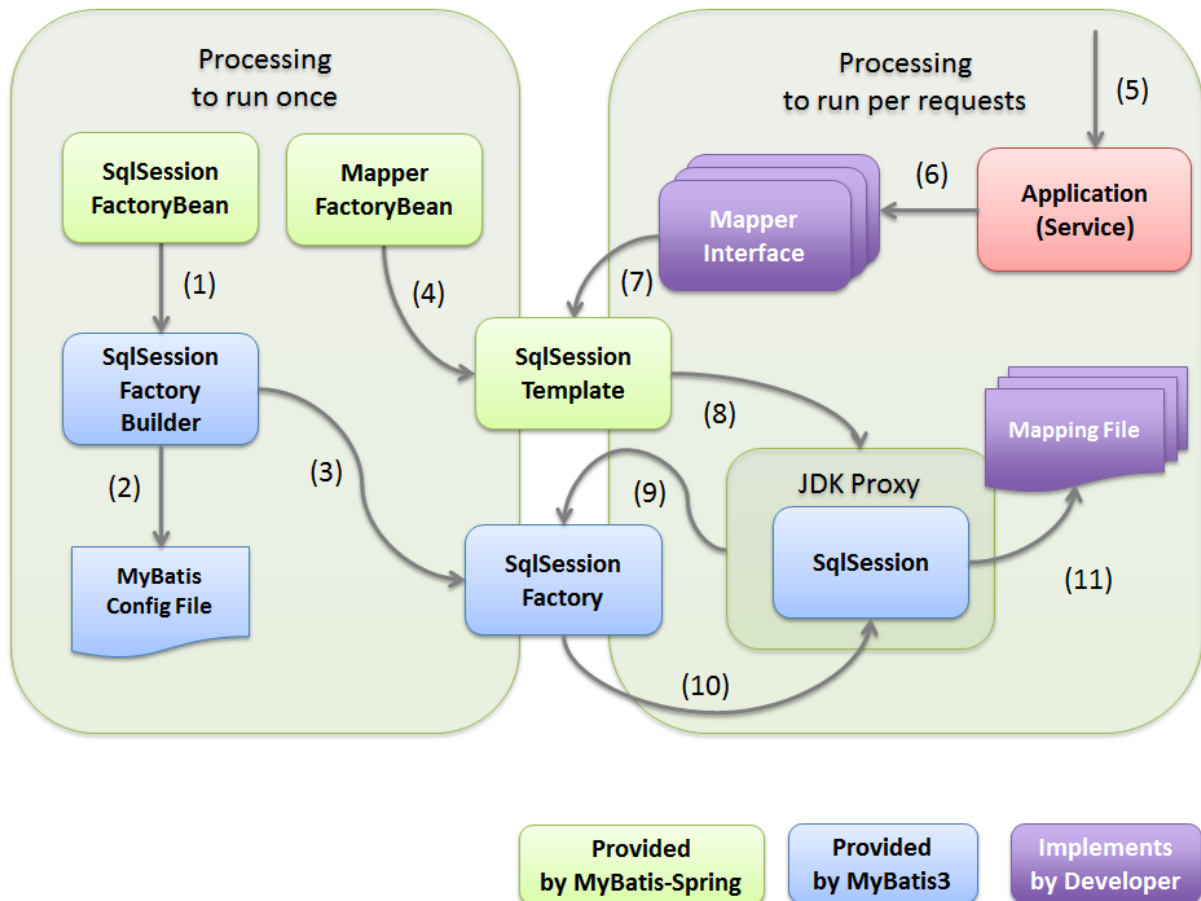 Processing
to run once
Processing
to run per requests
(5)
SqlSession
FactoryBean
Mapper
FactoryBean
Mapper
Interface
(6)
Application
(Service)
(1)
(4)
(7)
SqlSession
Factory
Builder
SqlSession
Template
(8)
Mapping File
(2)
(3)
(9)
JDK Proxy
MyBatis
Config File
SqlSession
Factory
SqlSession
(11)
(10)
Provided
by MyBatis-Spring
Provided
by MyBatis3
Implements
by Developer